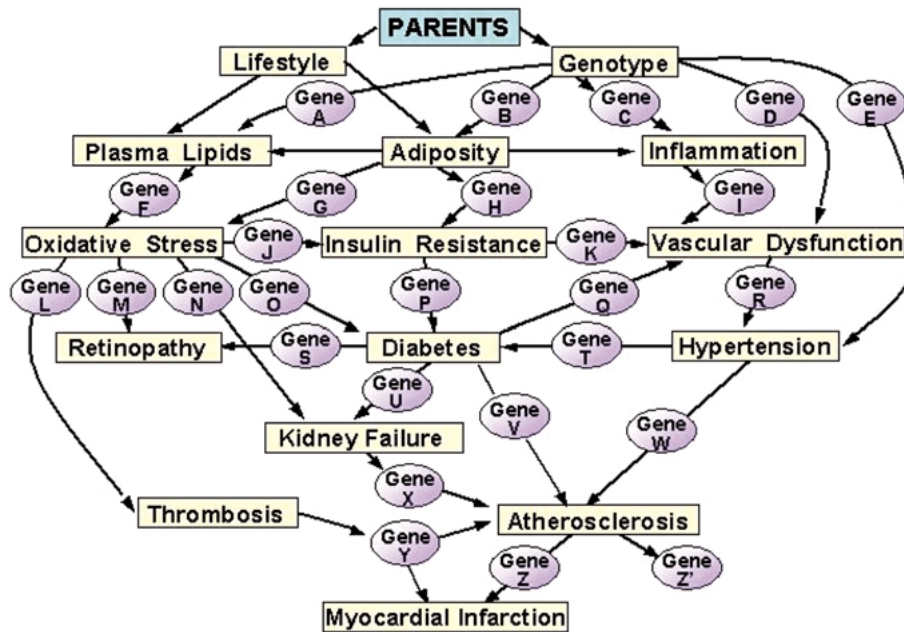 PARENTS
Lifestyle
Genotype
Gene
A
Gene
B
Gene
C
Gene
D
Gene
E
Plasma Lipids
Adiposity
Inflammation
Gene
F
Gene
G
Gene
H
Gene
I
Oxidative Stress
Gene
J
Insulin Resistance
Gene
K
Vascular Dysfunction
Gene
L
Gene
M
Gene
N
Gene
O
Gene
P
Gene
Q
Gene
R
Retinopathy
Gene
S
Diabetes
Gene
T
Hypertension
Gene
U
Gene
V
Gene
W
Kidney Failure
Gene
X
Thrombosis
Atherosclerosis
Gene
Y
Gene
Z
Gene
Z'
Myocardial Infarction